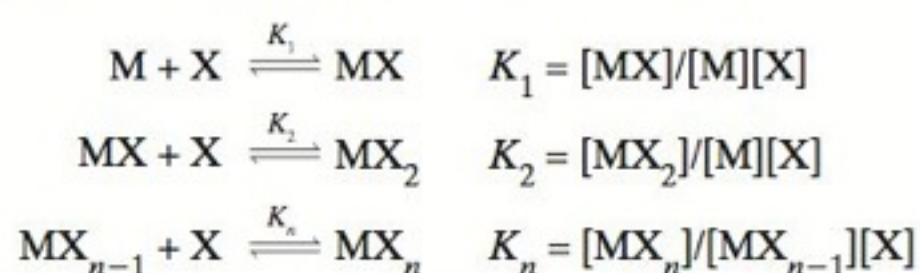 M + X ⇌ MX K₁ K₁ = [MX]/[M][X]
MX + X ⇌ MX₂ K₂ K₂ = [MX₂]/[M][X]
MXₙ₋₁ + X ⇌ MXₙ Kₙ Kₙ = [MXₙ]/[MXₙ₋₁][X]